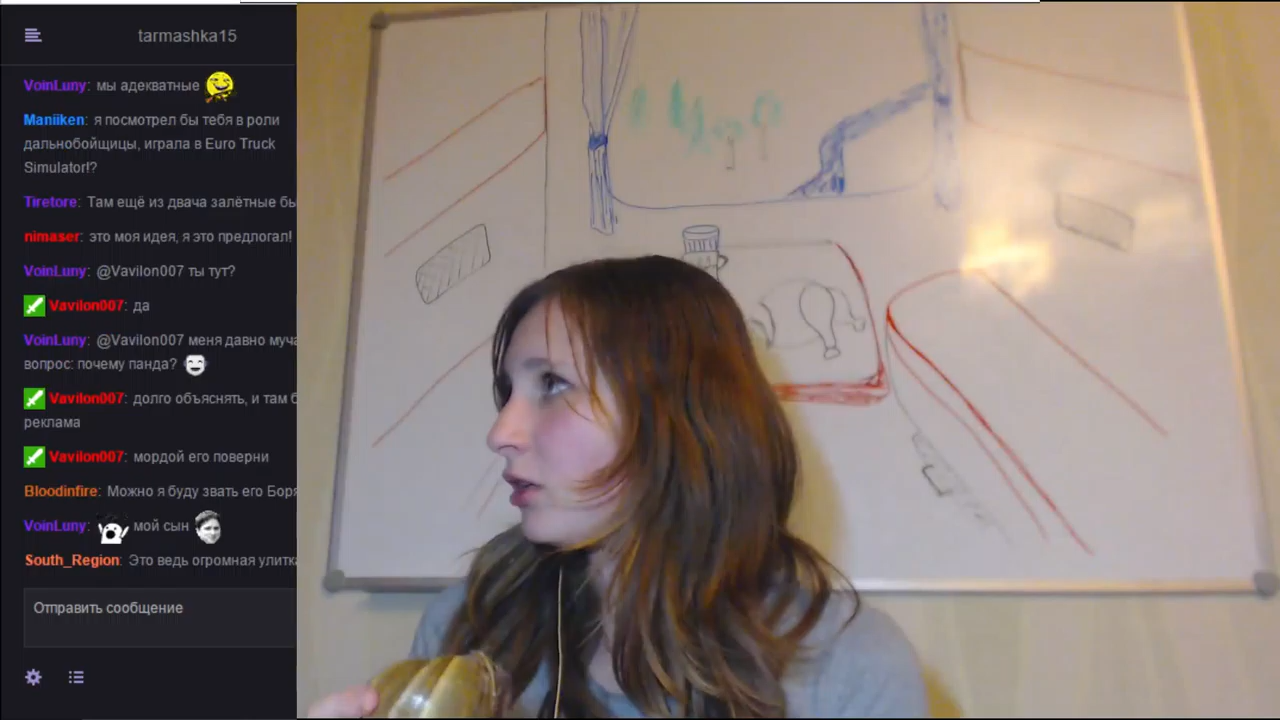 tarmashka15
VoinLuny: мы адекватные
Maniiken: я посмотрел бы тебя в роли
дальнобойщицы, играла в Euro Truck
Simulator!?
Tiretore: Там ещё из двача залётные бы
nimaser: это моя идея, я это предлогал!
VoinLuny: @Vavilon007 ты тут?
Vavilon007: да
VoinLuny: @Vavilon007 меня давно муча
вопрос: почему панда?
Vavilon007: долго объяснять, и там б
реклама
Vavilon007: мордой его поверни
Bloodinfire: Можно я буду звать его Боря
VoinLuny: мой сын
South_Region: Это ведь огромная улитка
Отправить сообщение